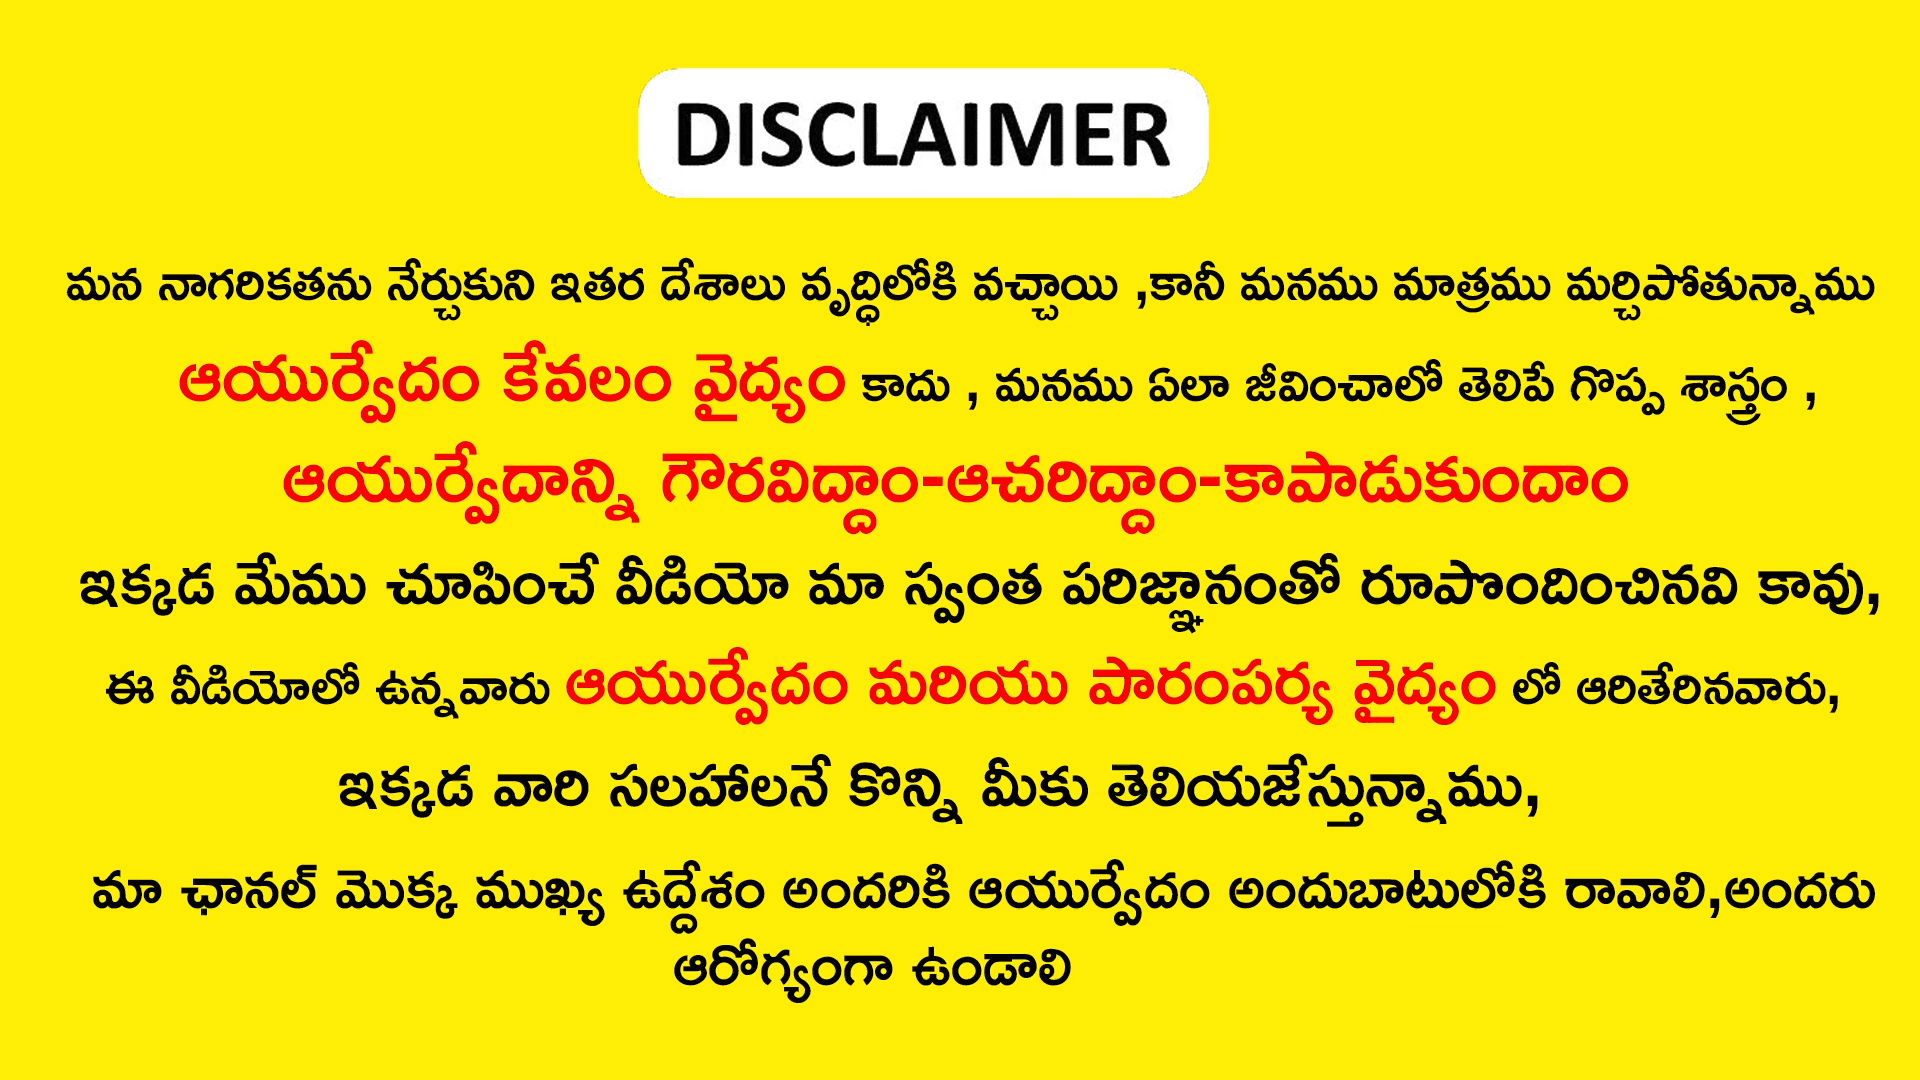 DISCLAIMER
మన నాగరికతను నేర్చుకుని ఇతర దేశాలు వృద్ధిలోకి వచ్చాయి ,కానీ మనము మాత్రము మర్చిపోతున్నాము
ఆయుర్వేదం కేవలం వైద్యం కాదు , మనము ఏలా జీవించాలో తెలిపే గొప్ప శాస్త్రం ,
ఆయుర్వేదాన్ని గౌరవిద్దాం-ఆచరిద్దాం-కాపాడుకుందాం
ఇక్కడ మేము చూపించే వీడియో మా స్వంత పరిజ్ఞానంతో రూపొందించినవి కావు,
ఈ వీడియోలో ఉన్నవారు ఆయుర్వేదం మరియు పారంపర్య వైద్యం లో ఆరితేరినవారు,
ఇక్కడ వారి సలహాలనే కొన్ని మీకు తెలియజేస్తున్నాము,
మా ఛానల్ మొక్క ముఖ్య ఉద్దేశం అందరికి ఆయుర్వేదం అందుబాటులోకి రావాలి,అందరు
ఆరోగ్యంగా ఉండాలి